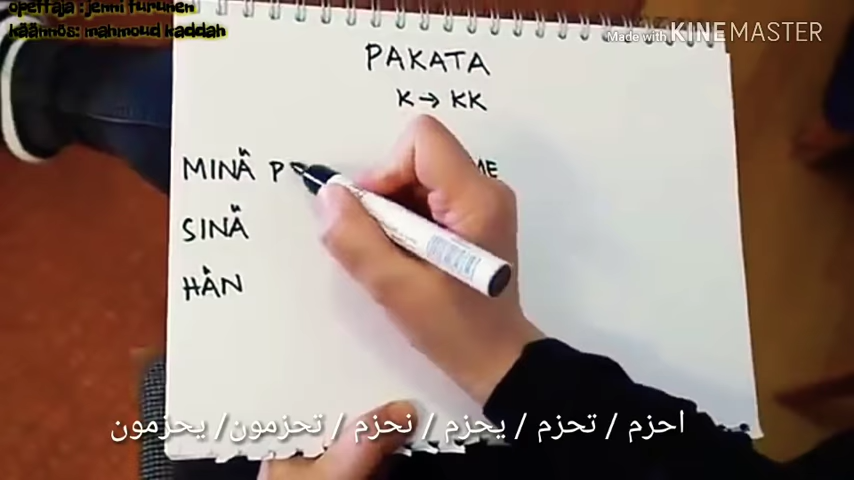 opettaja : jenni turunen
käännös: mahmoud kaddah
Made with KINEMASTER
PAKATA
K → KK
MINÄ P
ME
SINÄ
HÄN
احزم / تحزم / يحزم / نحزم / تحزمون/ يحزمون